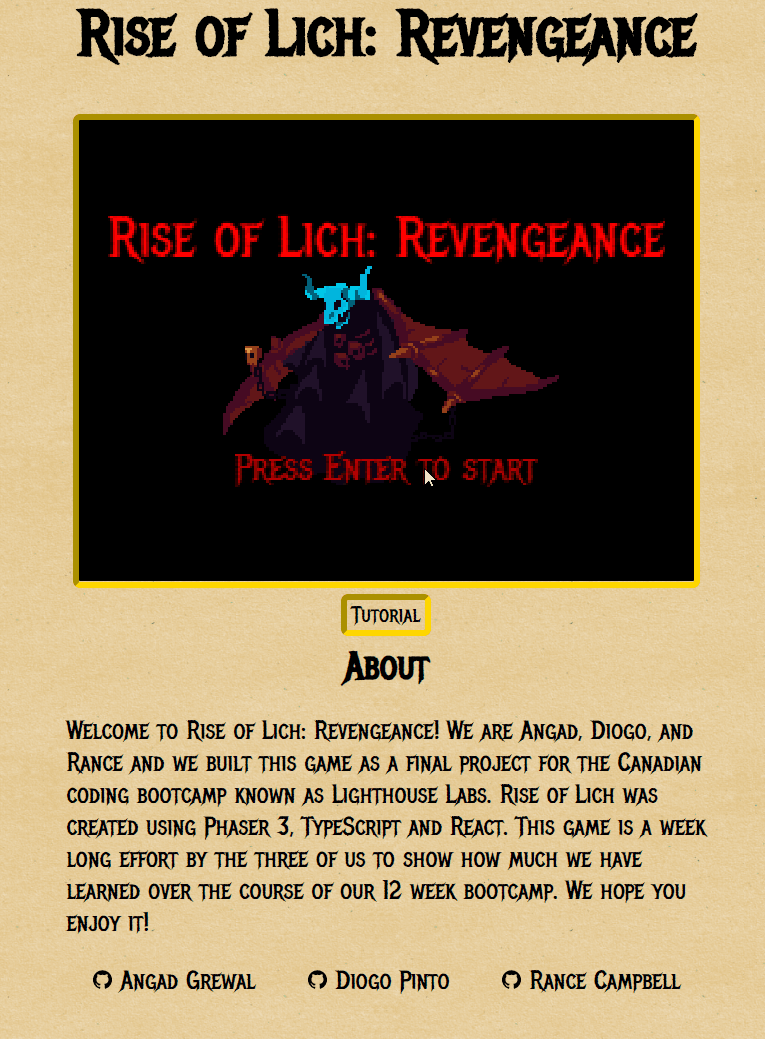 Rise of Lich: Revengeance
Rise of Lich: Revengeance
Press Enter to start
Tutorial
About
Welcome to Rise of Lich: Revengeance! We are Angad, Diogo, and
Rance and we built this game as a final project for the Canadian
coding bootcamp known as Lighthouse Labs. Rise of Lich was
created using Phaser 3, TypeScript and React. This game is a week
long effort by the three of us to show how much we have
learned over the course of our 12 week bootcamp. We hope you
enjoy it!
Angad Grewal Diogo Pinto Rance Campbell